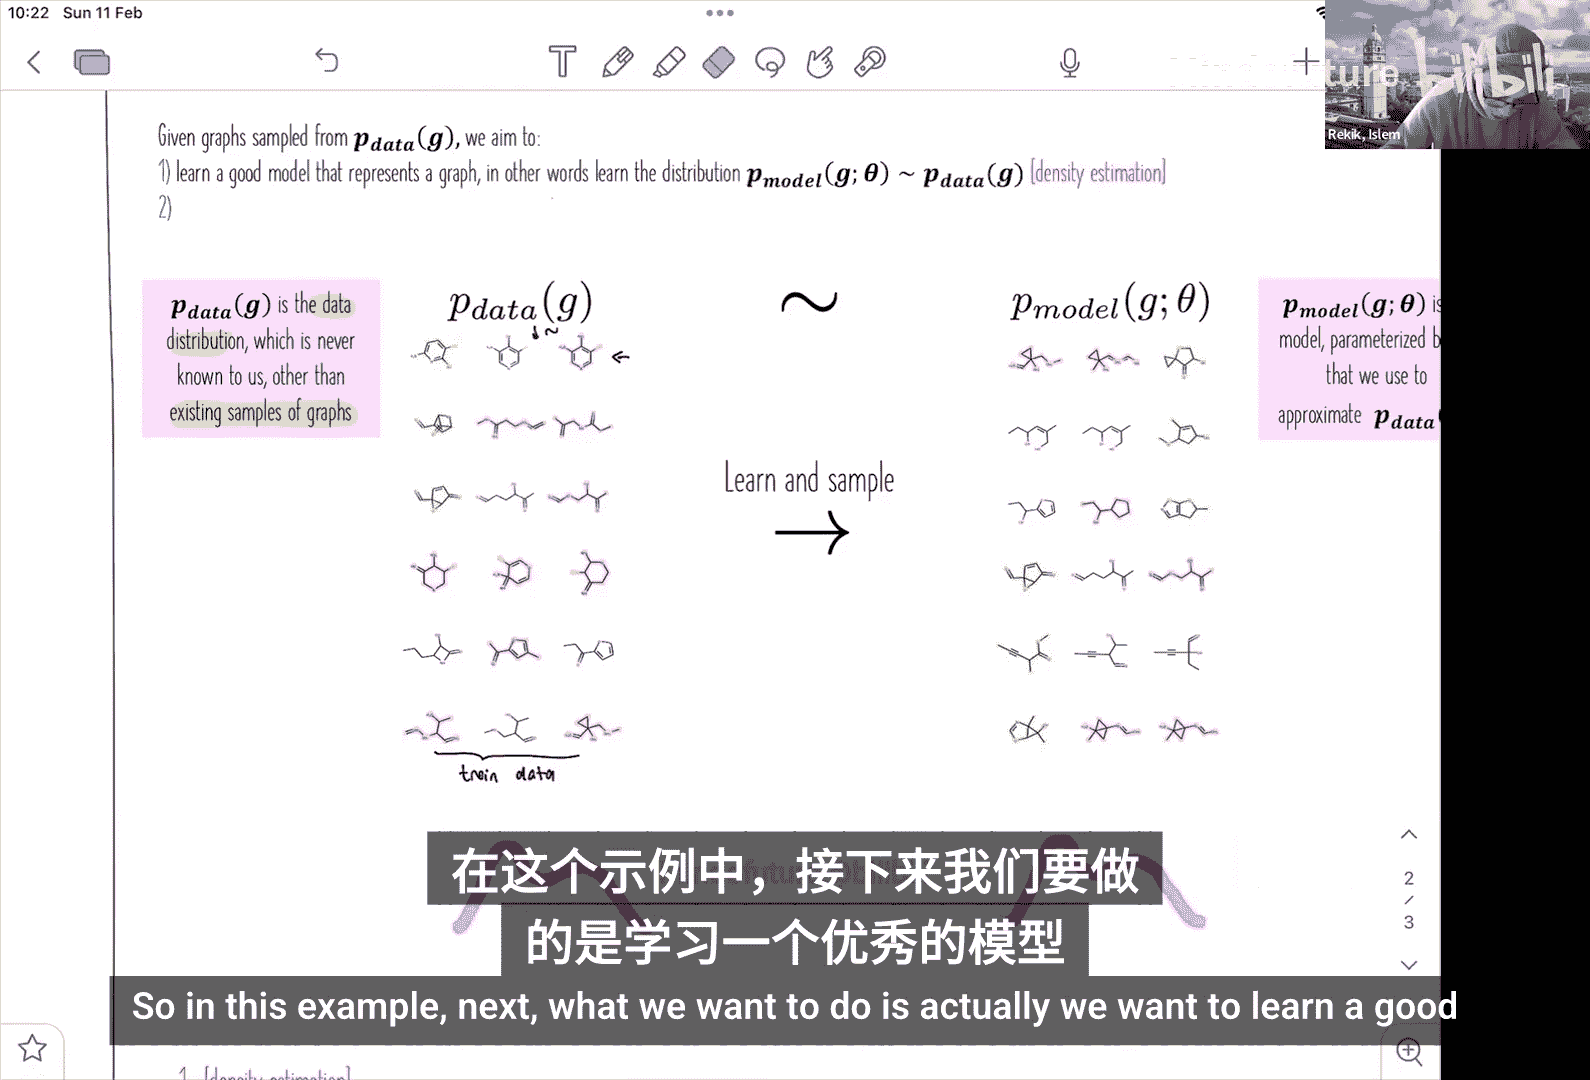 10:22 Sun 11 Feb
ture bilibili
Rekik, Islem
Given graphs sampled from p_data(g), we aim to:
1) learn a good model that represents a graph, in other words learn the distribution p_model(g; θ) ~ p_data(g) [density estimation]
2)
p_data(g) is the data
distribution, which is never
known to us, other than
existing samples of graphs
p_data(g)
~
p_model(g; θ)
p_model(g; θ) is
model, parameterized b
that we use to
approximate p_data
Learn and sample
train data
2
3
在这个示例中，接下来我们要做
的是学习一个优秀的模型
So in this example, next, what we want to do is actually we want to learn a good
1. [density estimation]